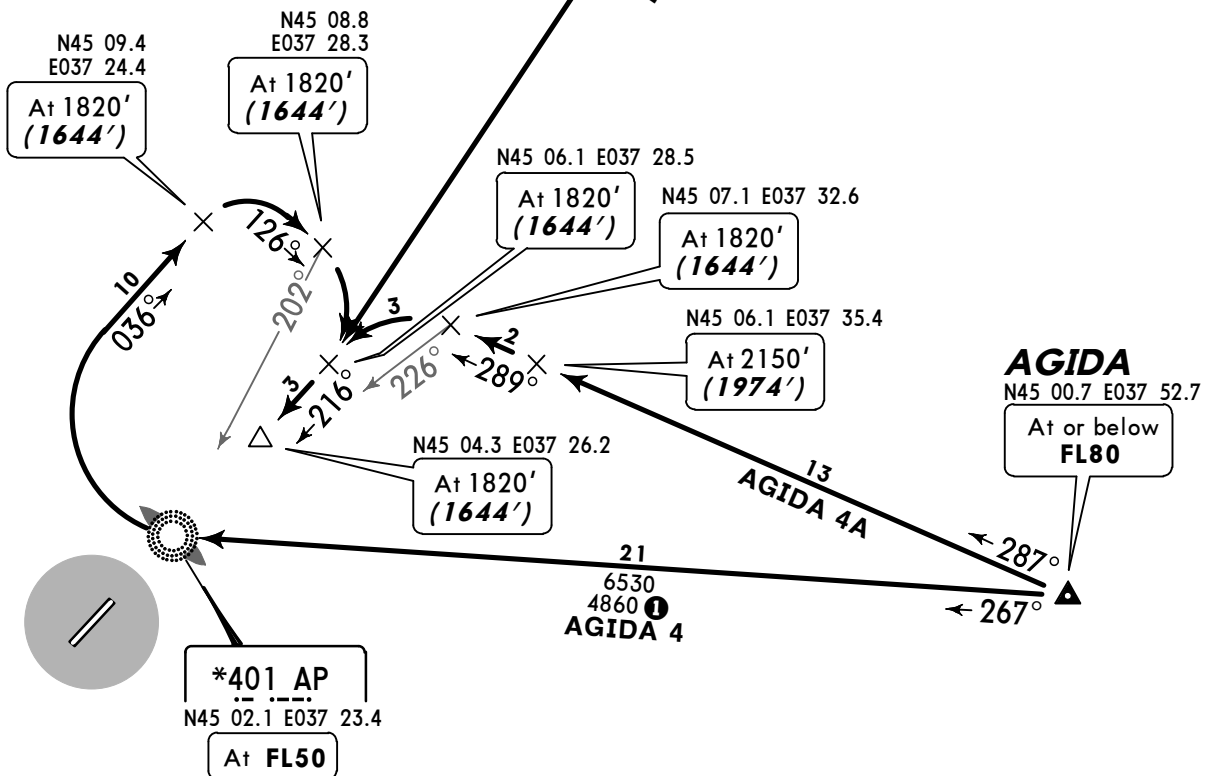 N45 08.8
E037 28.3
At 1820'
(1644')
N45 09.4
E037 24.4
At 1820'
(1644')
N45 06.1 E037 28.5
At 1820'
(1644')
N45 07.1 E037 32.6
At 1820'
(1644')
N45 06.1 E037 35.4
At 2150'
(1974')
AGIDA
N45 00.7 E037 52.7
At or below
FL80
126°
202°
10
036°
3
2
226°
289°
3
216°
N45 04.3 E037 26.2
At 1820'
(1644')
13
AGIDA 4A
287°
21
6530
4860 1
AGIDA 4
267°
*401 AP
N45 02.1 E037 23.4
At FL50